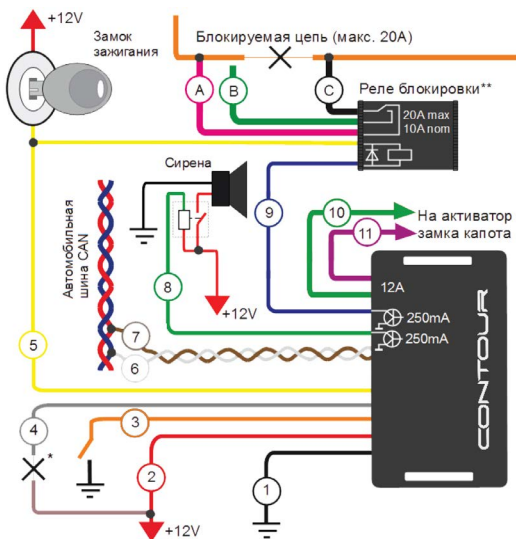 +12V
Замок
зажигания
Блокируемая цепь (макс. 20А)
A
B
C
Реле блокировки**
20A max
10A nom
Сирена
Автомобильная
шина CAN
9
10
На активатор
замка капота
11
8
+12V
12A
250mA
250mA
CONTOUR
7
6
5
4
3
*
2
1
+12V